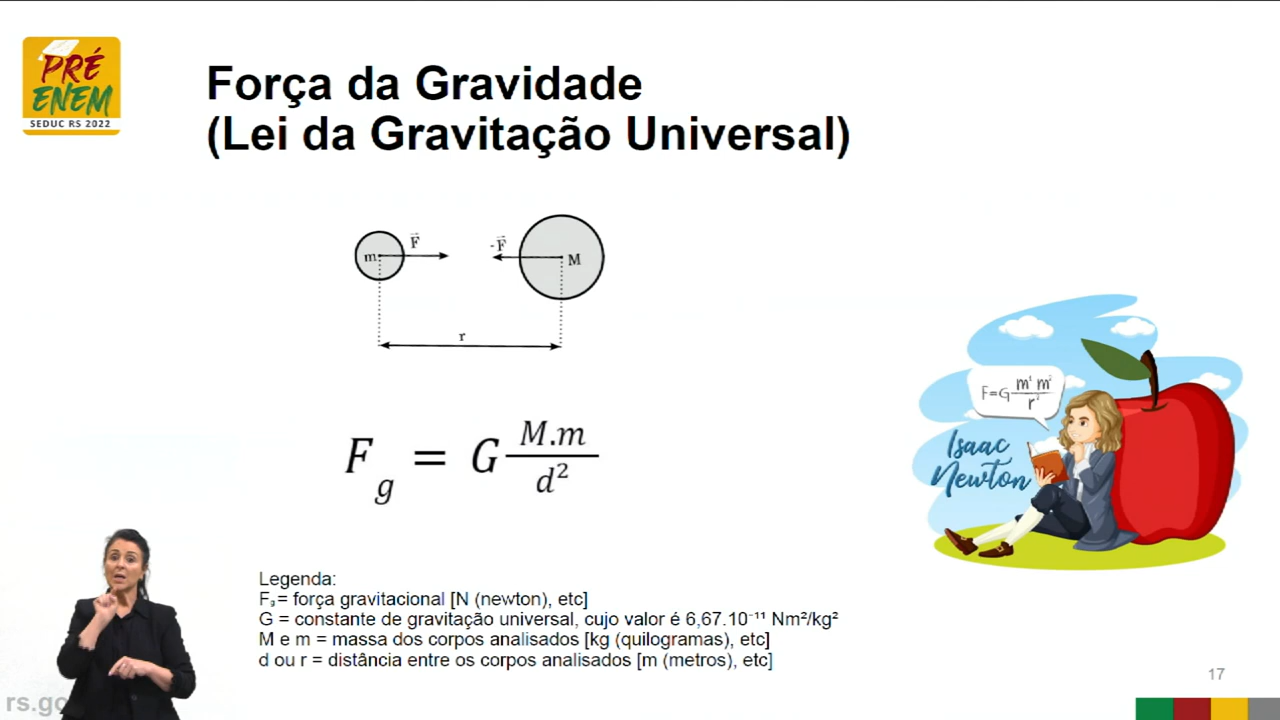 PRÉ
ENEM
SEDUC RS 2022
Força da Gravidade
(Lei da Gravitação Universal)
m
F⃗
-F⃗
M
r
F_g = G M.m / d²
F=G m¹ m² / r²
Isaac
Newton
Legenda:
Fg= força gravitacional [N (newton), etc]
G = constante de gravitação universal, cujo valor é 6,67.10⁻¹¹ Nm²/kg²
M e m = massa dos corpos analisados [kg (quilogramas), etc]
d ou r = distância entre os corpos analisados [m (metros), etc]
17